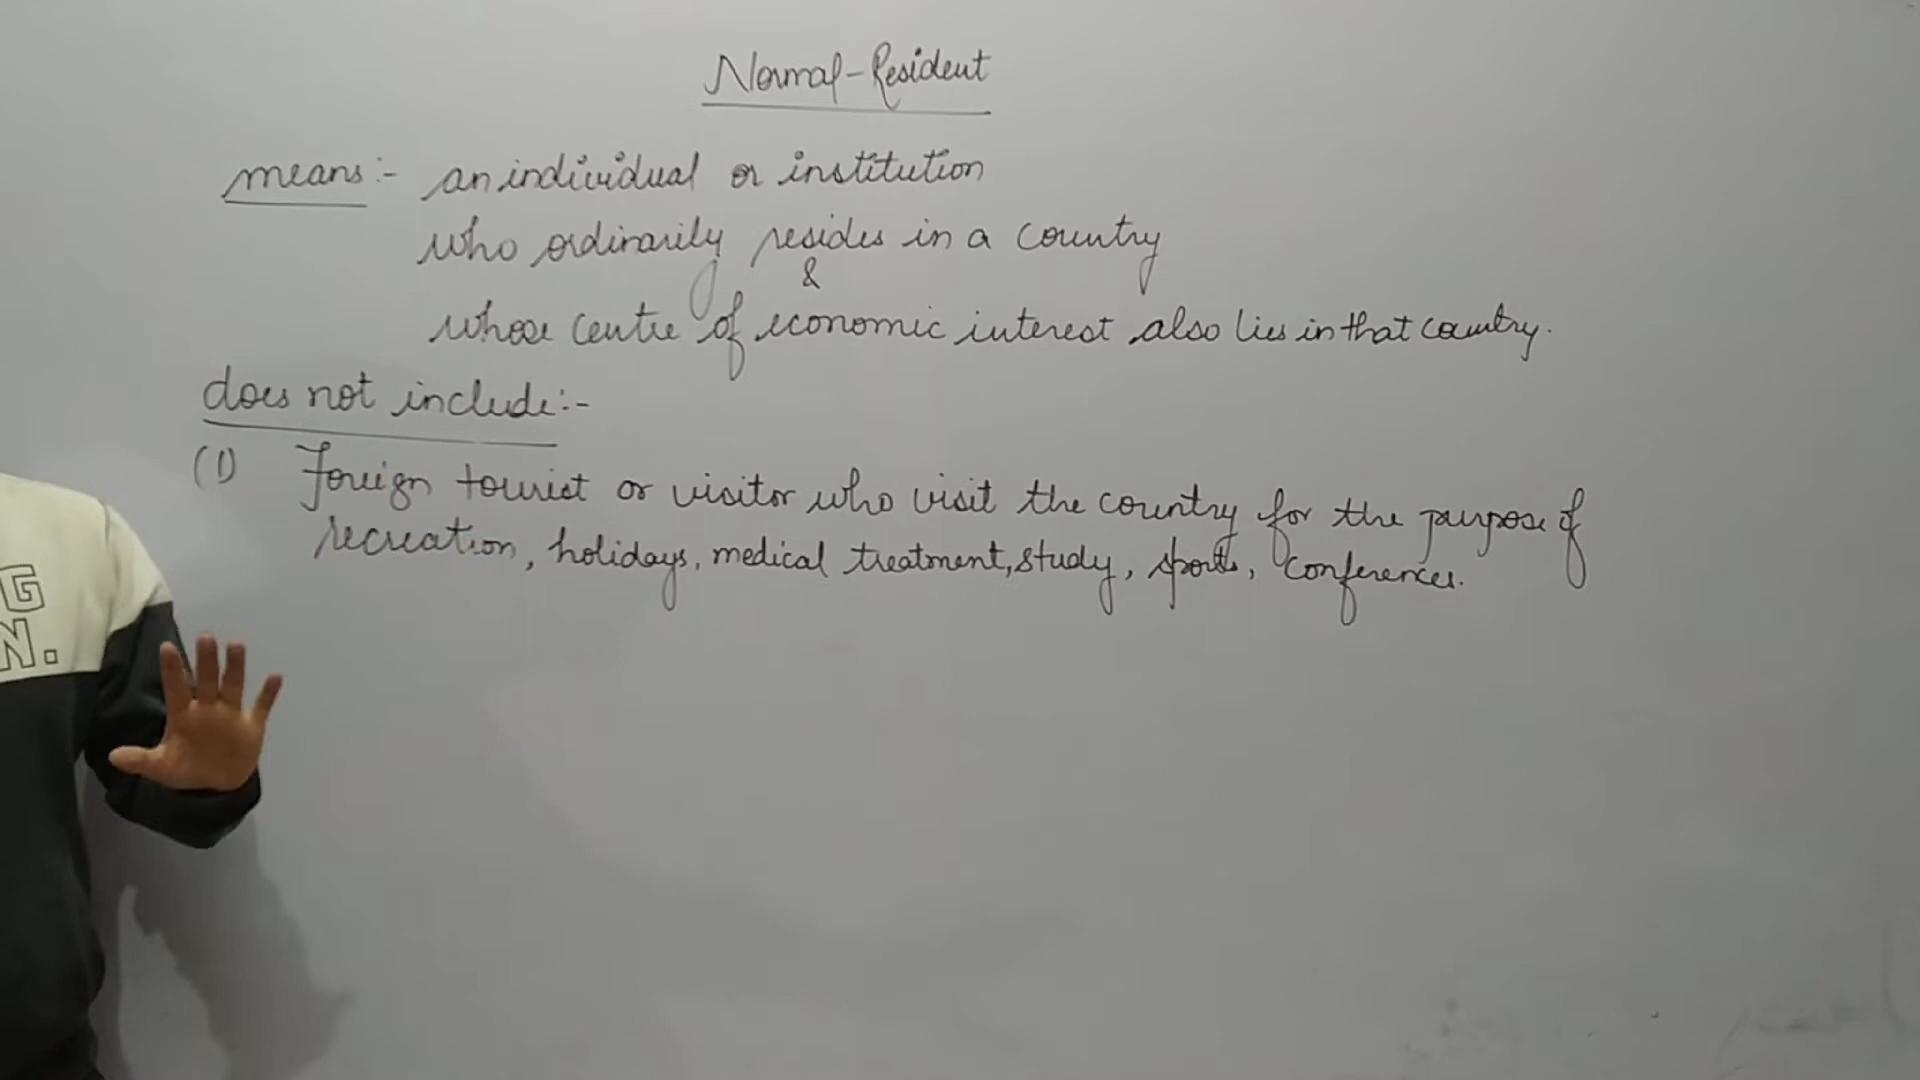 Normal-Resident
means:- an individual or institution
who ordinarily resides in a country
&
whose centre of economic interest also lies in that country.
does not include:-
(1) Foreign tourist or visitor who visit the country for the purpose of
recreation, holidays, medical treatment, study, sports, conferences.
G
N.